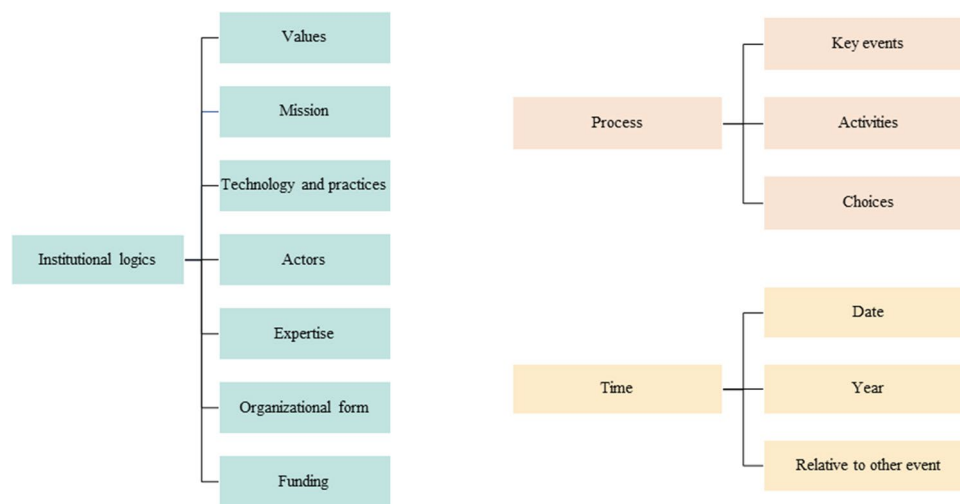 Institutional logics
Values
Mission
Technology and practices
Actors
Expertise
Organizational form
Funding
Process
Key events
Activities
Choices
Time
Date
Year
Relative to other event